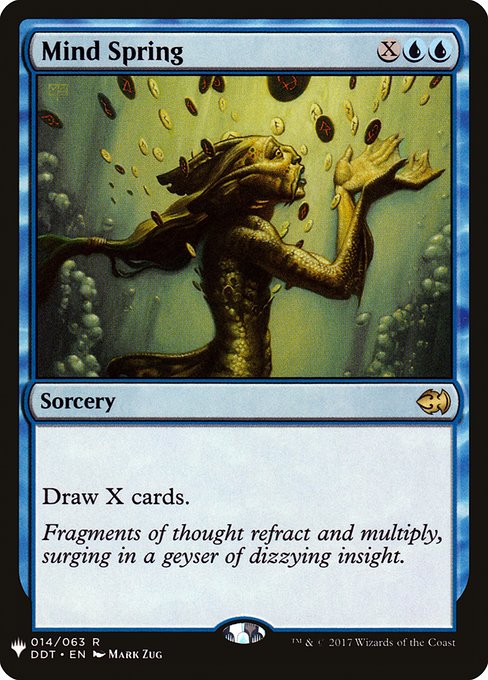 Mind Spring X
Sorcery
Draw X cards.
Fragments of thought refract and multiply,
surging in a geyser of dizzying insight.
014/063 R
DDT • EN Mark Zug
™ & © 2017 Wizards of the Coast